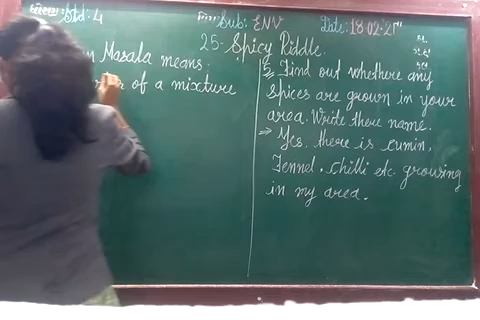 Std: 4
Sub: ENV
Date: 18-02-21
25-Spicy Riddle.
Masala means
of a mixture
5. Find out whethere any
spices are grown in your
area. Write there name.
⇒ Yes, there is cumin,
Fennel, chilli etc. growing
in my area.